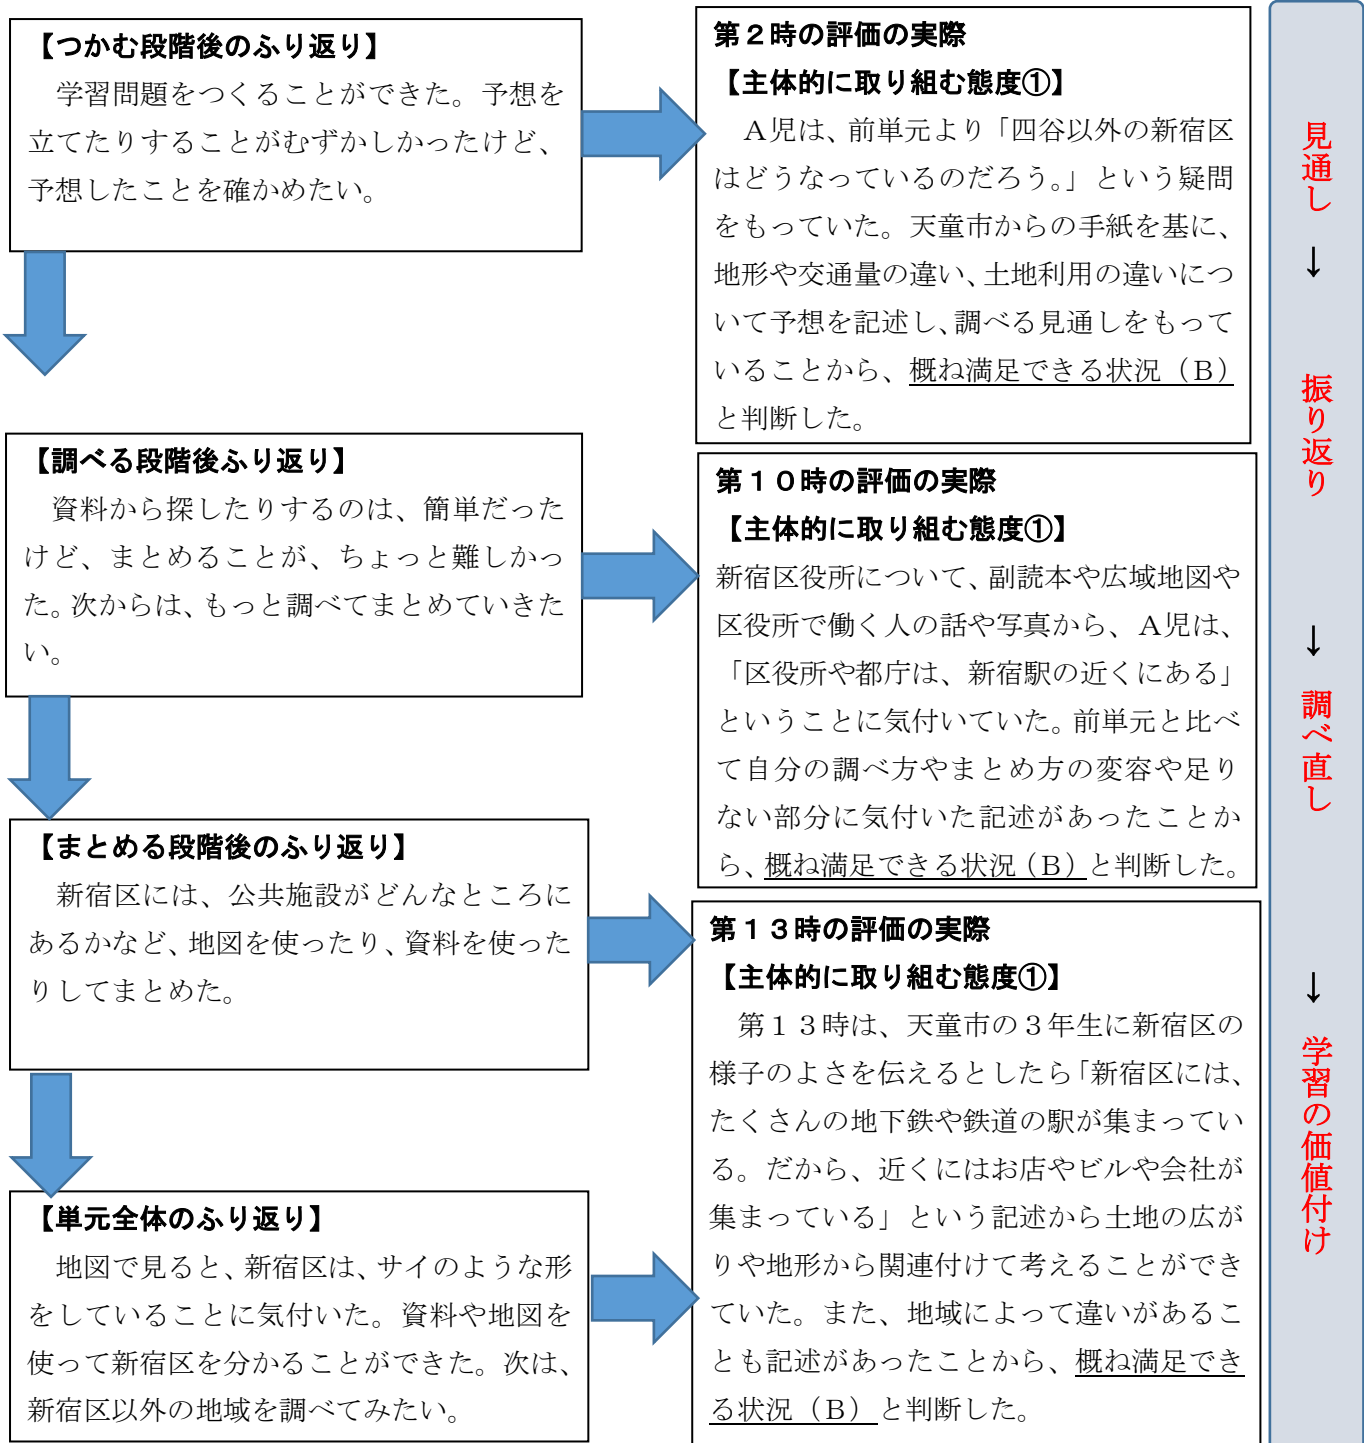 【つかむ段階後のふり返り】
学習問題をつくることができた。予想を
立てたりすることがむずかしかったけど、
予想したことを確かめたい。
第２時の評価の実際
【主体的に取り組む態度①】
Ａ児は、前単元より「四谷以外の新宿区
はどうなっているのだろう。」という疑問
をもっていた。天童市からの手紙を基に、
地形や交通量の違い、土地利用の違いにつ
いて予想を記述し、調べる見通しをもって
いることから、概ね満足できる状況（Ｂ）
と判断した。
【調べる段階後ふり返り】
資料から探したりするのは、簡単だった
けど、まとめることが、ちょっと難しかっ
た。次からは、もっと調べてまとめていきた
い。
第１０時の評価の実際
【主体的に取り組む態度①】
新宿区役所について、副読本や広域地図や
区役所で働く人の話や写真から、Ａ児は、
「区役所や都庁は、新宿駅の近くにある」
ということに気付いていた。前単元と比べ
て自分の調べ方やまとめ方の変容や足り
ない部分に気付いた記述があったことか
ら、概ね満足できる状況（Ｂ）と判断した。
【まとめる段階後のふり返り】
新宿区には、公共施設がどんなところに
あるかなど、地図を使ったり、資料を使った
りしてまとめた。
第１３時の評価の実際
【主体的に取り組む態度①】
第１３時は、天童市の３年生に新宿区の
様子のよさを伝えるとしたら「新宿区には、
たくさんの地下鉄や鉄道の駅が集まってい
る。だから、近くにはお店やビルや会社が
集まっている」という記述から土地の広が
りや地形から関連付けて考えることができ
ていた。また、地域によって違いがあるこ
とも記述があったことから、概ね満足でき
る状況（Ｂ）と判断した。
【単元全体のふり返り】
地図で見ると、新宿区は、サイのような形
をしていることに気付いた。資料や地図を
使って新宿区を分かることができた。次は、
新宿区以外の地域を調べてみたい。
見通し → 振り返り → 調べ直し → 学習の価値付け